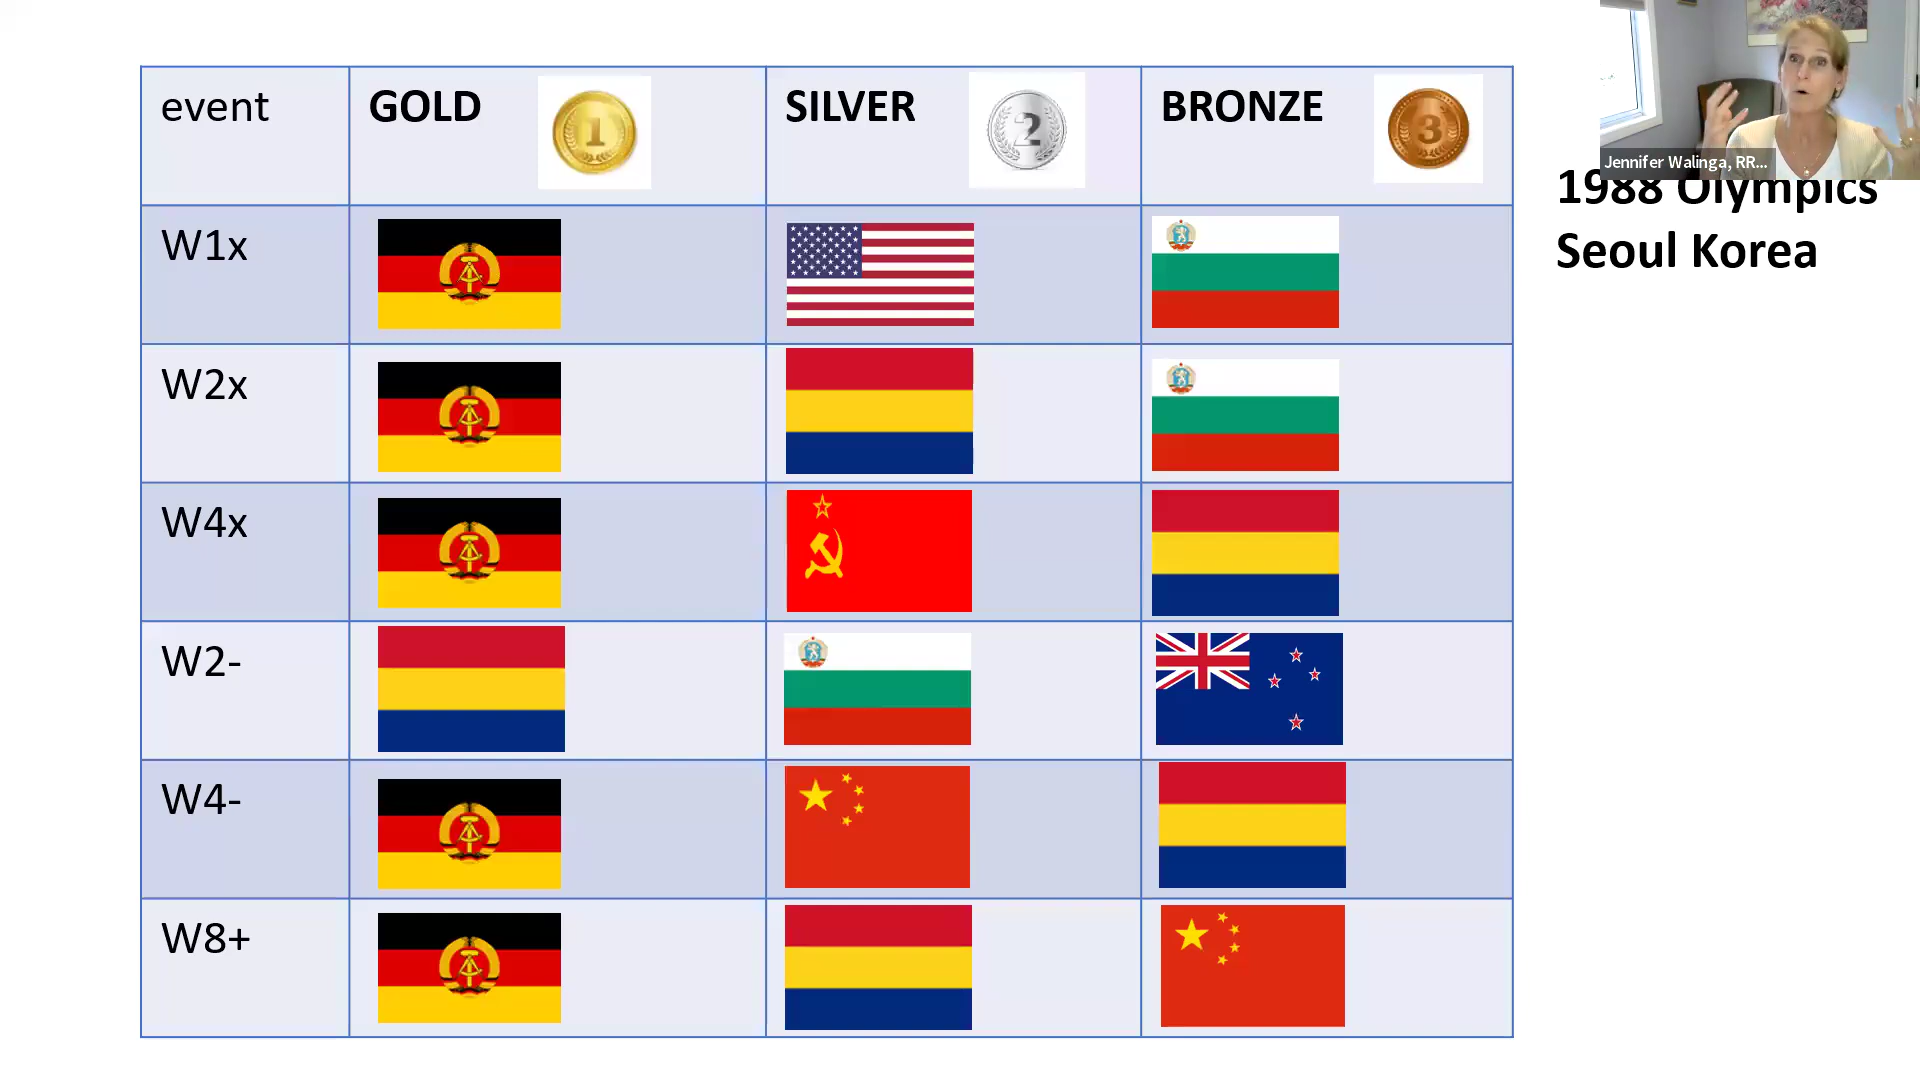 event GOLD 1 SILVER 2 BRONZE 3
Jennifer Walinga, RR...
1988 Olympics
Seoul Korea
W1x
W2x
W4x
W2-
W4-
W8+